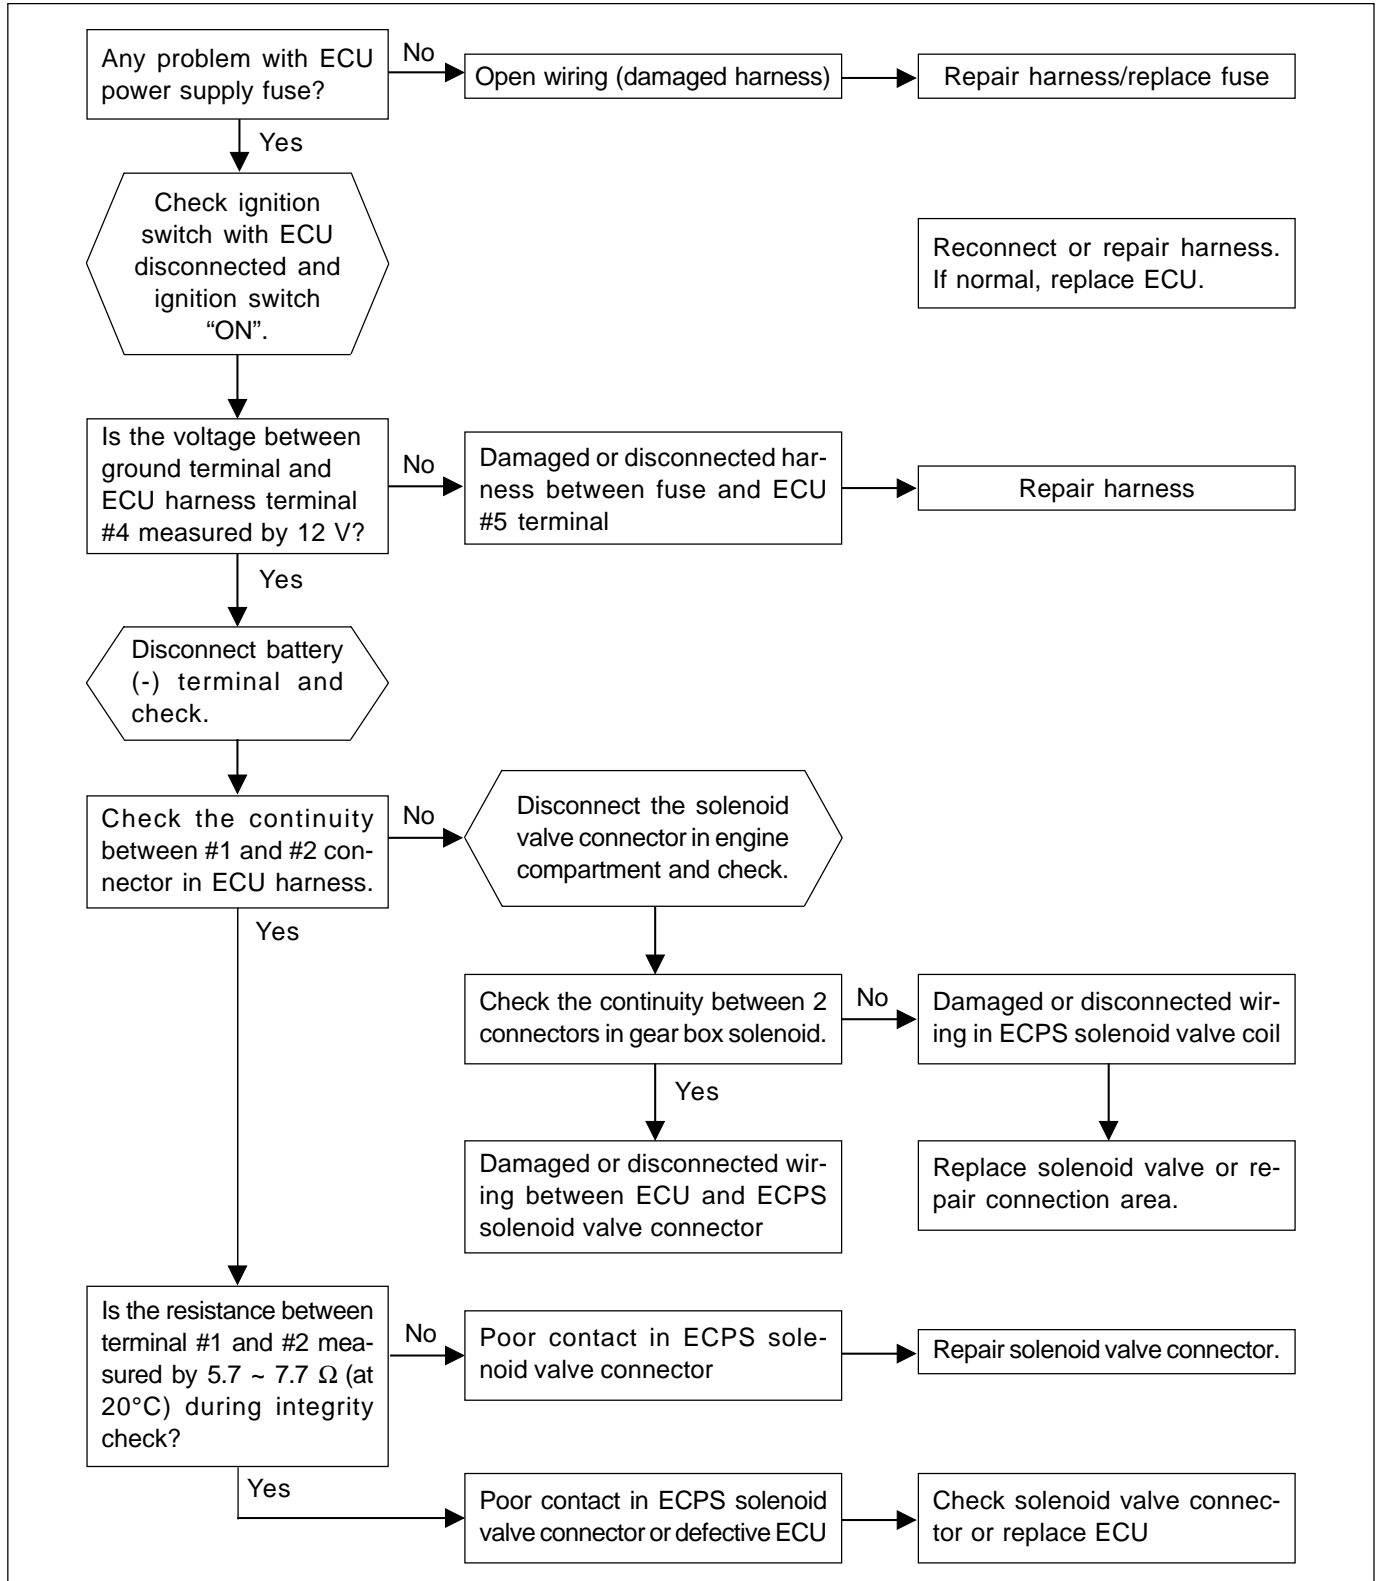 Any problem with ECU
power supply fuse?
No
Open wiring (damaged harness)
Repair harness/replace fuse
Yes
Check ignition
switch with ECU
disconnected and
ignition switch
“ON”.
Reconnect or repair harness.
If normal, replace ECU.
Is the voltage between
ground terminal and
ECU harness terminal
#4 measured by 12 V?
No
Damaged or disconnected har-
ness between fuse and ECU
#5 terminal
Repair harness
Yes
Disconnect battery
(-) terminal and
check.
Check the continuity
between #1 and #2 con-
nector in ECU harness.
No
Disconnect the solenoid
valve connector in engine
compartment and check.
Yes
Check the continuity between 2
connectors in gear box solenoid.
No
Damaged or disconnected wir-
ing in ECPS solenoid valve coil
Yes
Damaged or disconnected wir-
ing between ECU and ECPS
solenoid valve connector
Replace solenoid valve or re-
pair connection area.
Is the resistance between
terminal #1 and #2 mea-
sured by 5.7 ~ 7.7 Ω (at
20°C) during integrity
check?
No
Poor contact in ECPS sole-
noid valve connector
Repair solenoid valve connector.
Yes
Poor contact in ECPS solenoid
valve connector or defective ECU
Check solenoid valve connec-
tor or replace ECU